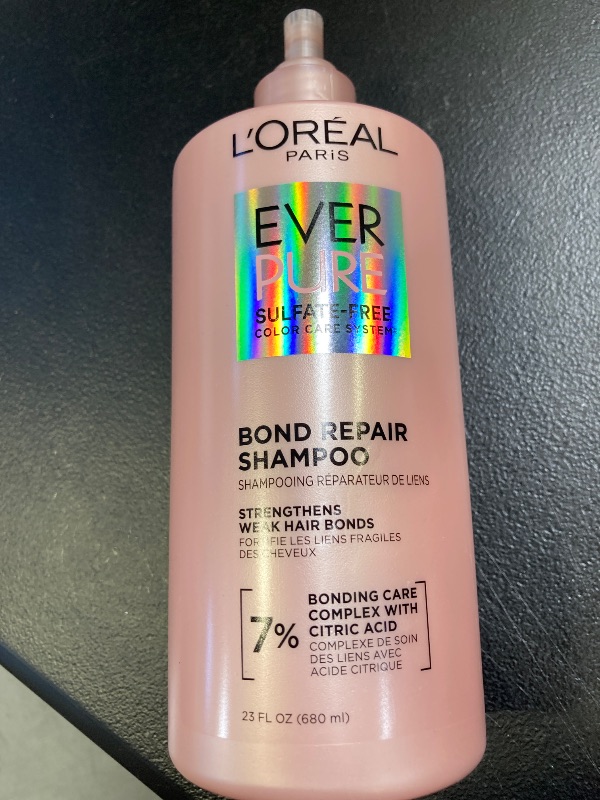 L'ORÉAL
PARiS
EVER
PURE
SULFATE-FREE
COLOR CARE SYSTEM
BOND REPAIR
SHAMPOO
SHAMPOOING RÉPARATEUR DE LIENS
STRENGTHENS
WEAK HAIR BONDS
FORTIFIE LES LIENS FRAGILES
DES CHEVEUX
7%
BONDING CARE
COMPLEX WITH
CITRIC ACID
COMPLEXE DE SOIN
DES LIENS AVEC
ACIDE CITRIQUE
23 FL OZ (680 ml)